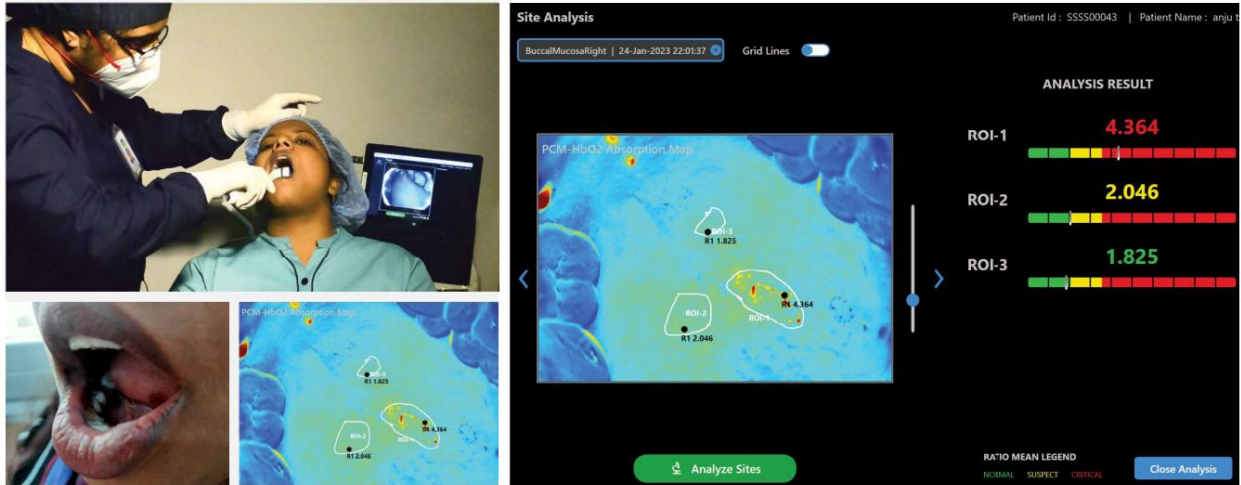 Site Analysis
Patient Id : SSSS00043 | Patient Name : anju t
BuccalMucosaRight | 24-Jan-2023 22:01:37
Grid Lines
ANALYSIS RESULT
PCM-HbO2 Absorption Map
ROI-3
R1 1.825
R1 4.364
ROI-1
ROI-2
R1 2.046
ROI-1
4.364
ROI-2
2.046
ROI-3
1.825
PCM-HbO2 Absorption Map
ROI-3
R1 1.825
R1 4.364
ROI-1
ROI-2
R1 2.046
Analyze Sites
RATIO MEAN LEGEND
NORMAL SUSPECT CRITICAL
Close Analysis